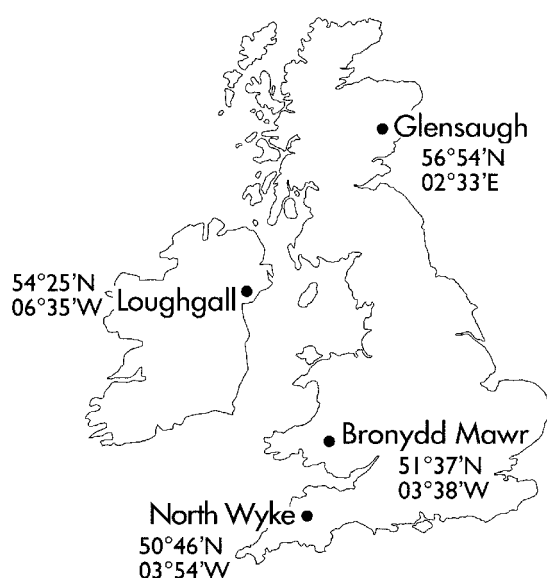 Glensaugh
56°54'N
02°33'E
54°25'N
06°35'W
Loughgall
Bronydd Mawr
51°37'N
03°38'W
North Wyke
50°46'N
03°54'W